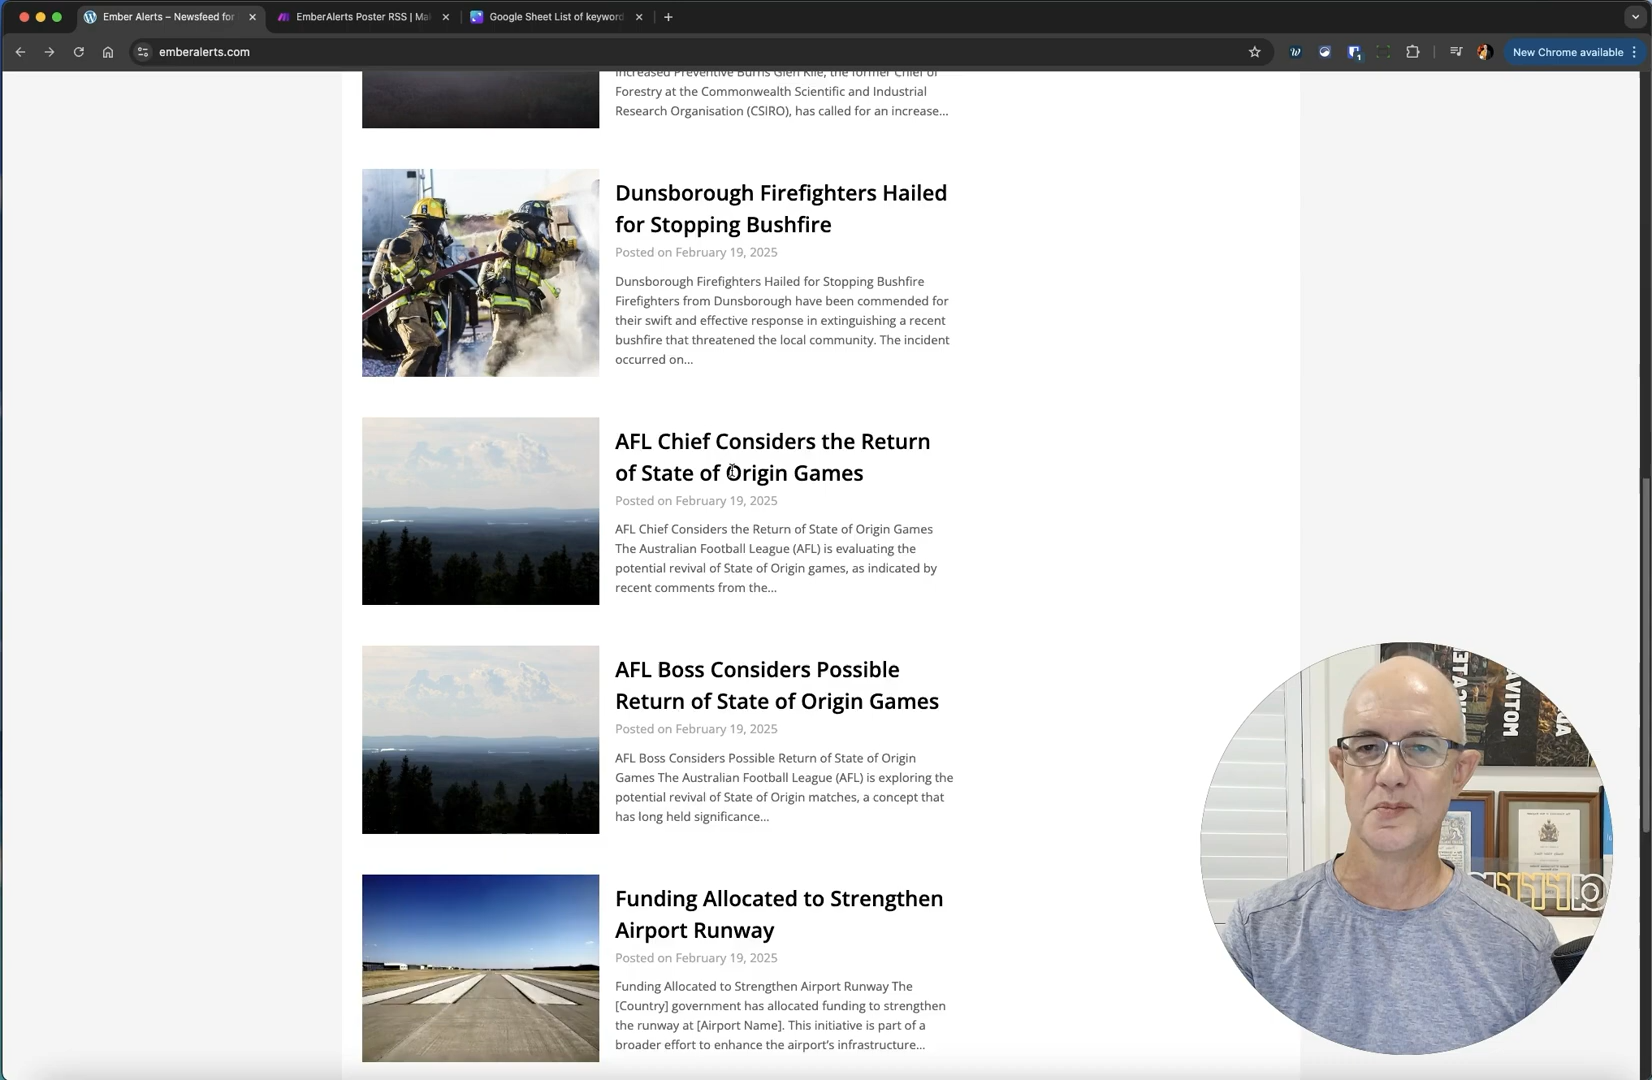 Ember Alerts – Newsfeed for
EmberAlerts Poster RSS | Ma
Google Sheet List of keyword
emberalerts.com
New Chrome available
Increased Preventive Burns Glen Kile, the former Chief of
Forestry at the Commonwealth Scientific and Industrial
Research Organisation (CSIRO), has called for an increase...
Dunsborough Firefighters Hailed
for Stopping Bushfire
Posted on February 19, 2025
Dunsborough Firefighters Hailed for Stopping Bushfire
Firefighters from Dunsborough have been commended for
their swift and effective response in extinguishing a recent
bushfire that threatened the local community. The incident
occurred on...
AFL Chief Considers the Return
of State of Origin Games
Posted on February 19, 2025
AFL Chief Considers the Return of State of Origin Games
The Australian Football League (AFL) is evaluating the
potential revival of State of Origin games, as indicated by
recent comments from the...
AFL Boss Considers Possible
Return of State of Origin Games
Posted on February 19, 2025
AFL Boss Considers Possible Return of State of Origin
Games The Australian Football League (AFL) is exploring the
potential revival of State of Origin matches, a concept that
has long held significance...
Funding Allocated to Strengthen
Airport Runway
Posted on February 19, 2025
Funding Allocated to Strengthen Airport Runway The
[Country] government has allocated funding to strengthen
the runway at [Airport Name]. This initiative is part of a
broader effort to enhance the airport's infrastructure...